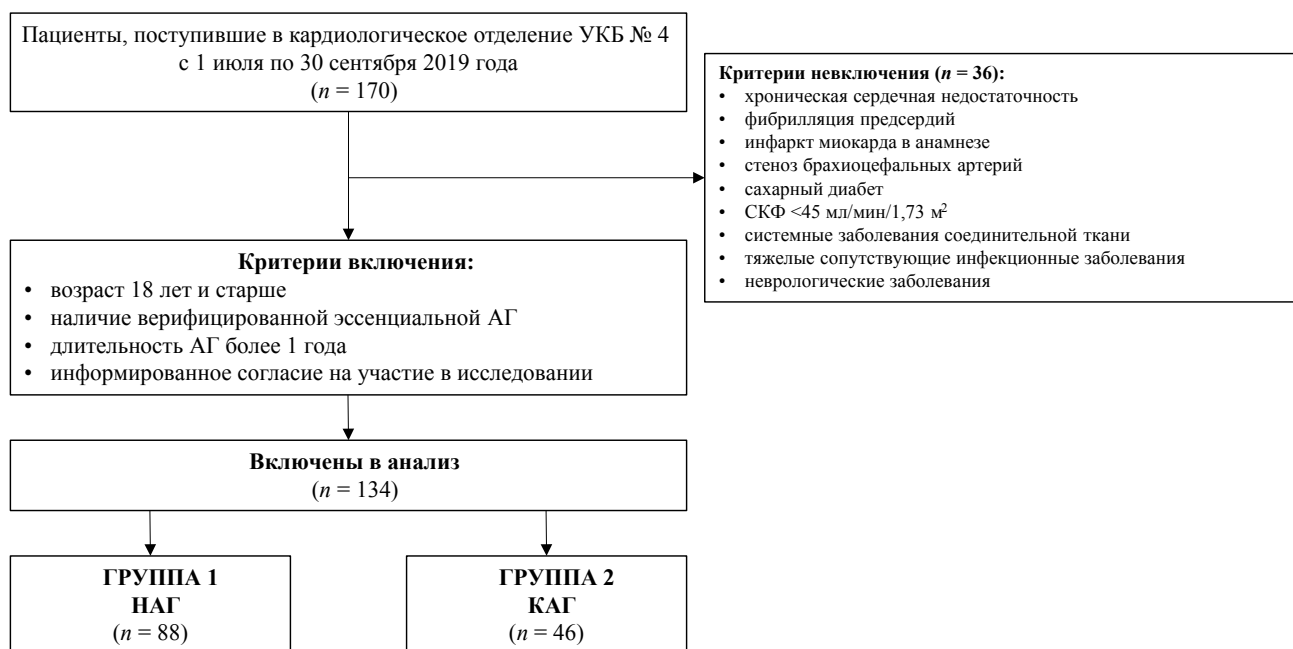 Пациенты, поступившие в кардиологическое отделение УКБ № 4
с 1 июля по 30 сентября 2019 года
(n = 170)
Критерии невключения (n = 36):
• хроническая сердечная недостаточность
• фибрилляция предсердий
• инфаркт миокарда в анамнезе
• стеноз брахиоцефальных артерий
• сахарный диабет
• СКФ <45 мл/мин/1,73 м²
• системные заболевания соединительной ткани
• тяжелые сопутствующие инфекционные заболевания
• неврологические заболевания
Критерии включения:
• возраст 18 лет и старше
• наличие верифицированной эссенциальной АГ
• длительность АГ более 1 года
• информированное согласие на участие в исследовании
Включены в анализ
(n = 134)
ГРУППА 1
НАГ
(n = 88)
ГРУППА 2
КАГ
(n = 46)